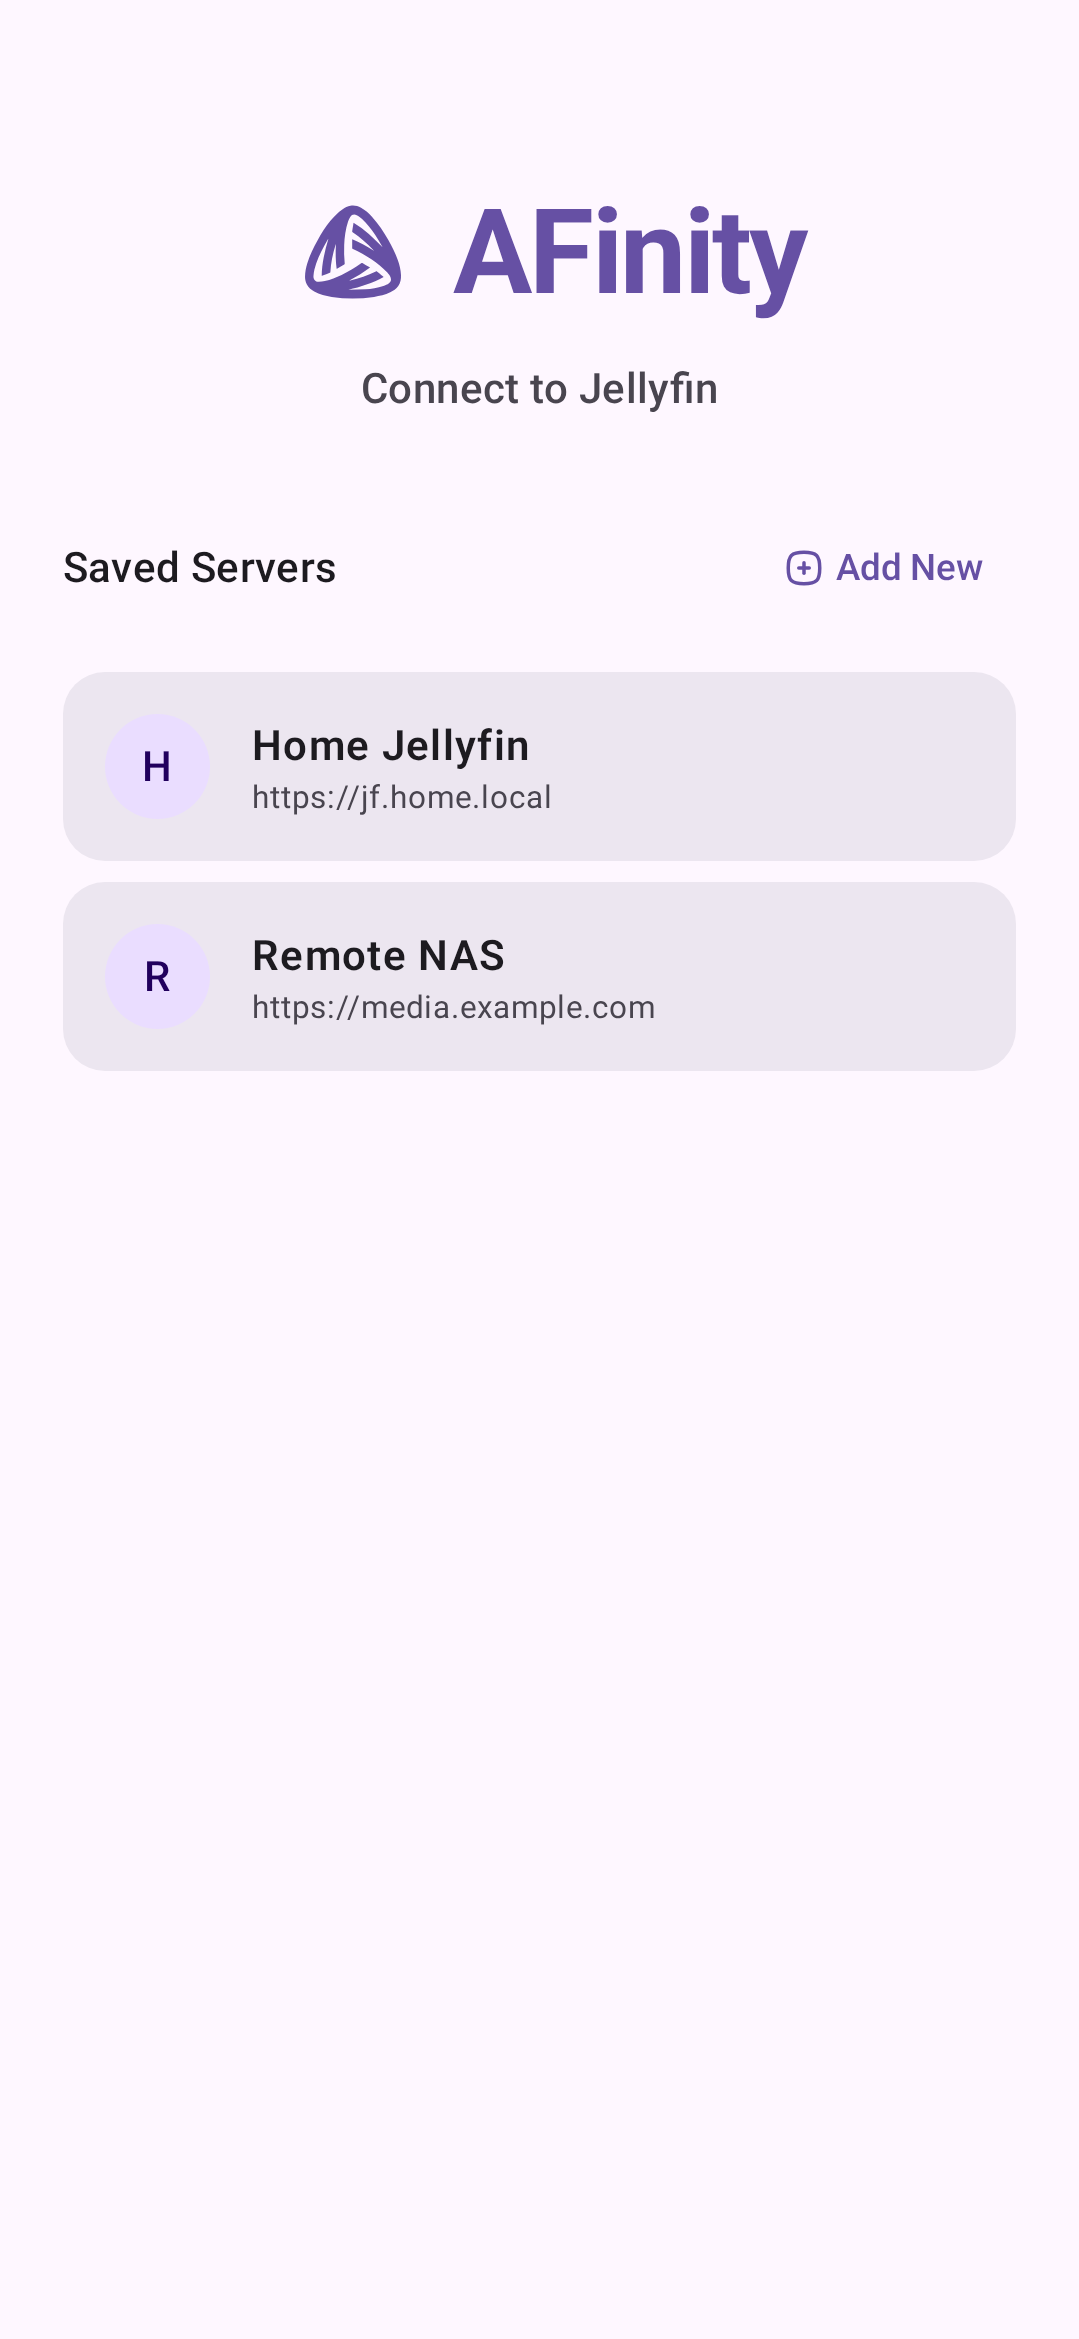 AFinity
Connect to Jellyfin
Saved Servers
Add New
H
Home Jellyfin
https://jf.home.local
R
Remote NAS
https://media.example.com